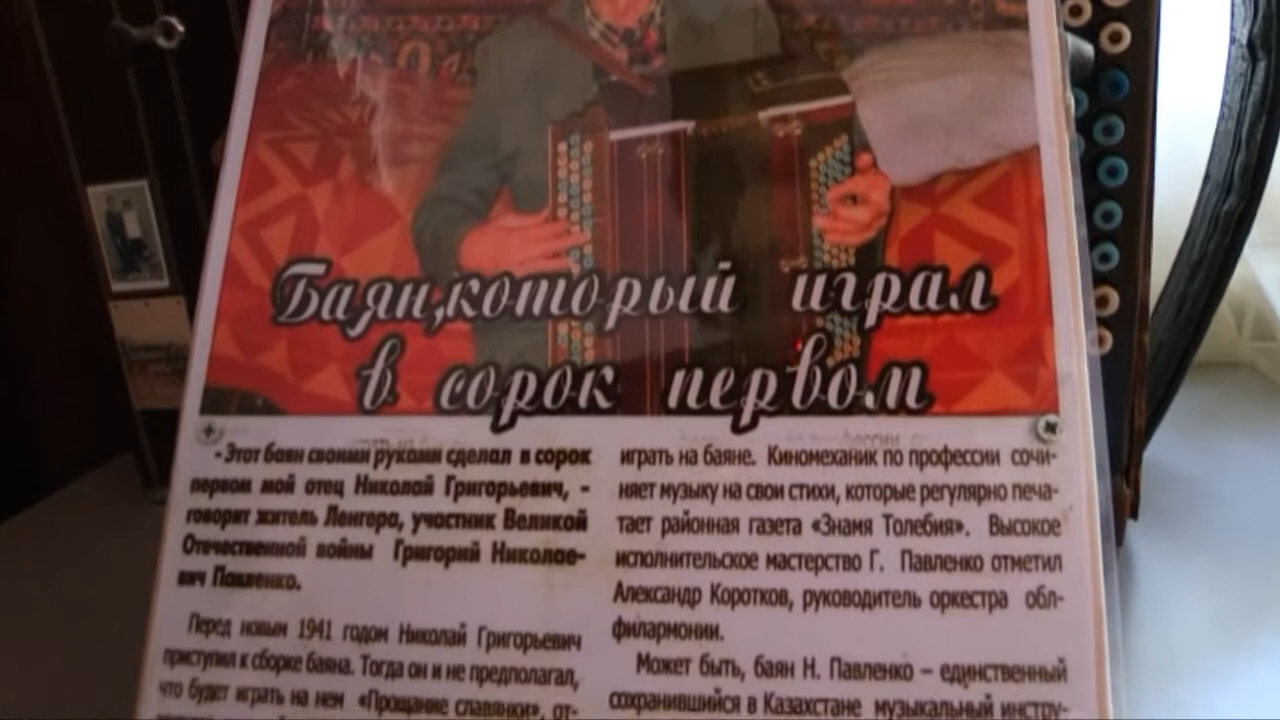 Баян,который играл
в сорок первом
- Этот баян своими руками сделал в сорок
первом мой отец Николай Григорьевич, -
говорит житель Ленгера, участник Великой
Отечественной войны Григорий Николае-
вич Павленко.
Перед новым 1941 годом Николай Григорьевич
приступил к сборке баяна. Тогда он и не предполагал,
что будет играть на нем «Прощание славянки», от-
играть на баяне. Киномеханик по профессии сочи-
няет музыку на свои стихи, которые регулярно печа-
тает районная газета «Знамя Толебия». Высокое
исполнительское мастерство Г. Павленко отметил
Александр Коротков, руководитель оркестра обл-
филармонии.
Может быть, баян Н. Павленко – единственный
сохранившийся в Казахстане музыкальный инстру-